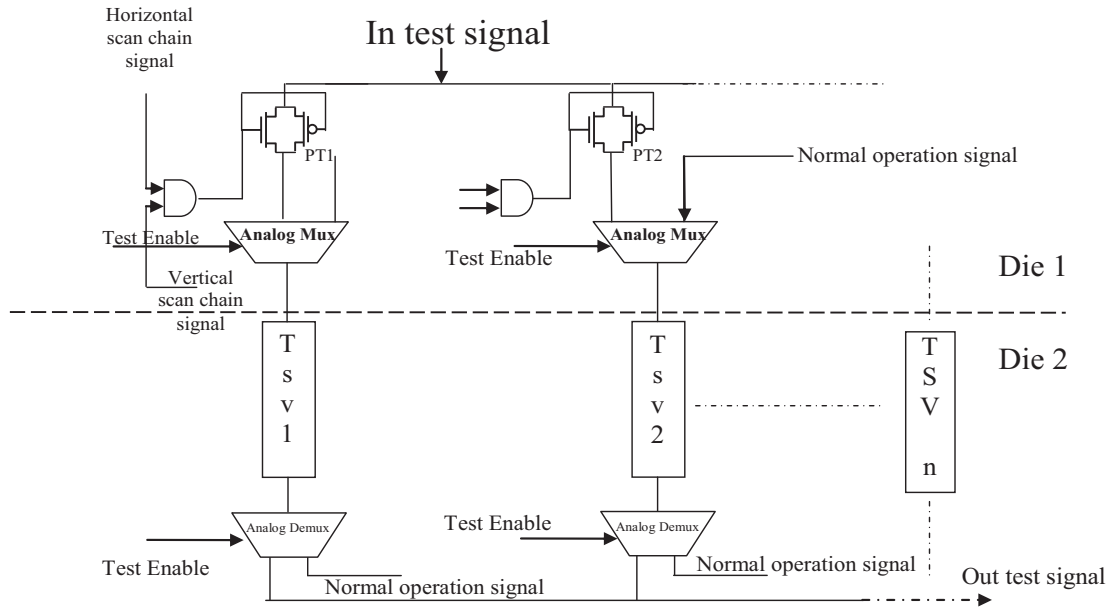 Horizontal
scan chain
signal
In test signal
PT1
PT2
Normal operation signal
Test Enable
Analog Mux
Test Enable
Analog Mux
Vertical
scan chain
signal
Die 1
Die 2
T
s
v
1
T
s
v
2
T
S
V
n
Analog Demux
Test Enable
Analog Demux
Test Enable
Normal operation signal
Normal operation signal
Out test signal